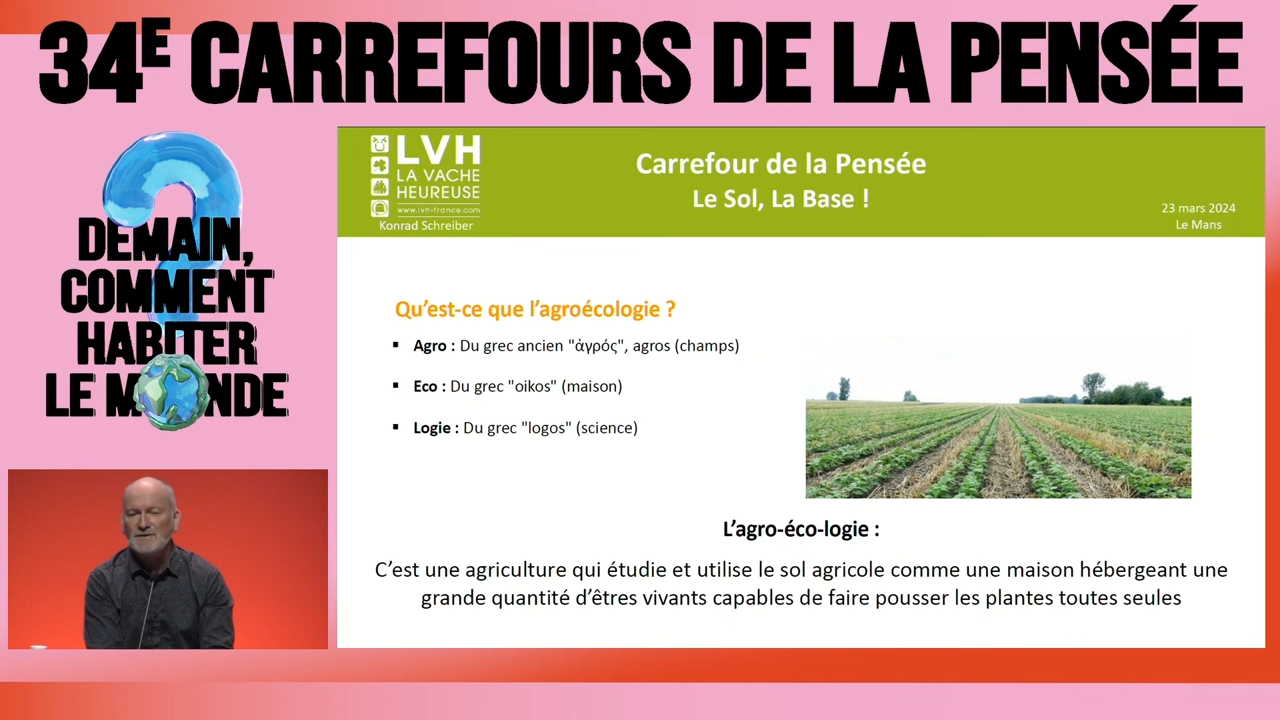 34E CARREFOURS DE LA PENSÉE
?
DEMAIN,
COMMENT
HABITER
LE MONDE
LVH
LA VACHE
HEUREUSE
www.lvh-france.com
Konrad Schreiber
Carrefour de la Pensée
Le Sol, La Base !
23 mars 2024
Le Mans
Qu’est-ce que l’agroécologie ?
▪ Agro : Du grec ancien "ἀγρός", agros (champs)
▪ Eco : Du grec "oikos" (maison)
▪ Logie : Du grec "logos" (science)
L’agro-éco-logie :
C’est une agriculture qui étudie et utilise le sol agricole comme une maison hébergeant une
grande quantité d’êtres vivants capables de faire pousser les plantes toutes seules